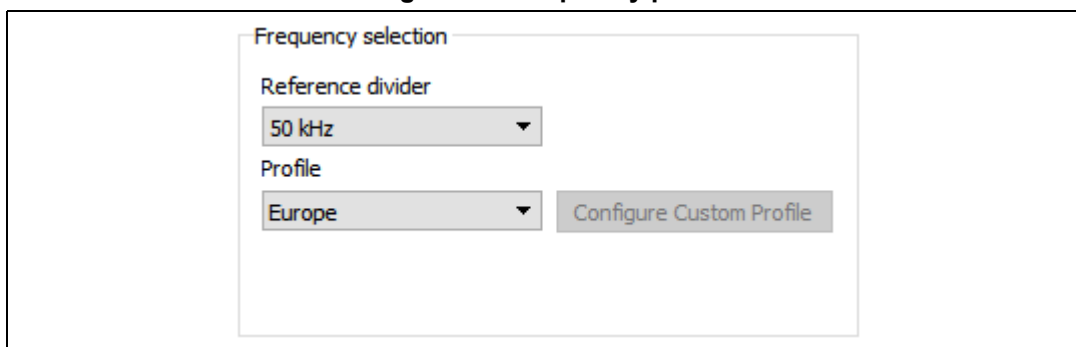 Frequency selection
Reference divider
50 kHz
Profile
Europe
Configure Custom Profile